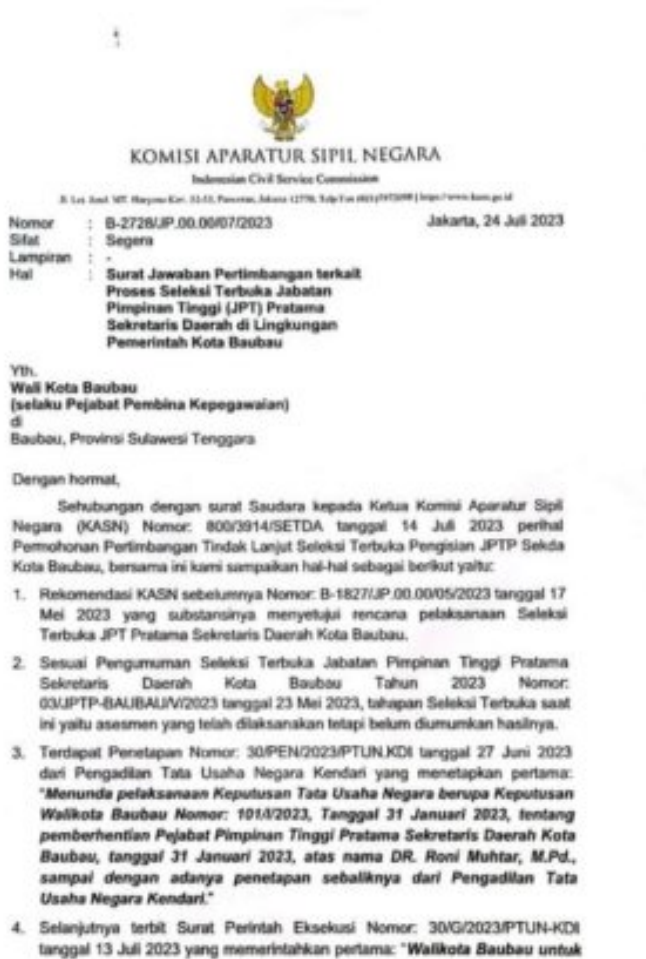 KOMISI APARATUR SIPIL NEGARA
Indonesian Civil Service Commission
Nomor : B-2728/JP.00.00/07/2023 Jakarta, 24 Juli 2023
Sifat : Segera
Lampiran : -
Hal : Surat Jawaban Pertimbangan terkait
Proses Seleksi Terbuka Jabatan
Pimpinan Tinggi (JPT) Pratama
Sekretaris Daerah di Lingkungan
Pemerintah Kota Baubau
Yth.
Wali Kota Baubau
(selaku Pejabat Pembina Kepegawaian)
di
Baubau, Provinsi Sulawesi Tenggara
Dengan hormat,
Sehubungan dengan surat Saudara kepada Ketua Komisi Aparatur Sipil
Negara (KASN) Nomor: 800/3914/SETDA tanggal 14 Juli 2023 perihal
Permohonan Pertimbangan Tindak Lanjut Seleksi Terbuka Pengisian JPTP Sekda
Kota Baubau, bersama ini kami sampaikan hal-hal sebagai berikut yaitu:
1. Rekomendasi KASN sebelumnya Nomor: B-1827/JP.00.00/05/2023 tanggal 17
Mei 2023 yang substansinya menyetujui rencana pelaksanaan Seleksi
Terbuka JPT Pratama Sekretaris Daerah Kota Baubau.
2. Sesuai Pengumuman Seleksi Terbuka Jabatan Pimpinan Tinggi Pratama
Sekretaris Daerah Kota Baubau Tahun 2023 Nomor:
03/JPTP-BAUBAU/V/2023 tanggal 23 Mei 2023, tahapan Seleksi Terbuka saat
ini yaitu asesmen yang telah dilaksanakan tetapi belum diumumkan hasilnya.
3. Terdapat Penetapan Nomor: 30/PEN/2023/PTUN.KDI tanggal 27 Juni 2023
dari Pengadilan Tata Usaha Negara Kendari yang menetapkan pertama:
"Menunda pelaksanaan Keputusan Tata Usaha Negara berupa Keputusan
Walikota Baubau Nomor: 101/I/2023, Tanggal 31 Januari 2023, tentang
pemberhentian Pejabat Pimpinan Tinggi Pratama Sekretaris Daerah Kota
Baubau, tanggal 31 Januari 2023, atas nama DR. Roni Muhtar, M.Pd.,
sampai dengan adanya penetapan sebaliknya dari Pengadilan Tata
Usaha Negara Kendari."
4. Selanjutnya terbit Surat Perintah Eksekusi Nomor: 30/G/2023/PTUN-KDI
tanggal 13 Juli 2023 yang memerintahkan pertama: "Walikota Baubau untuk